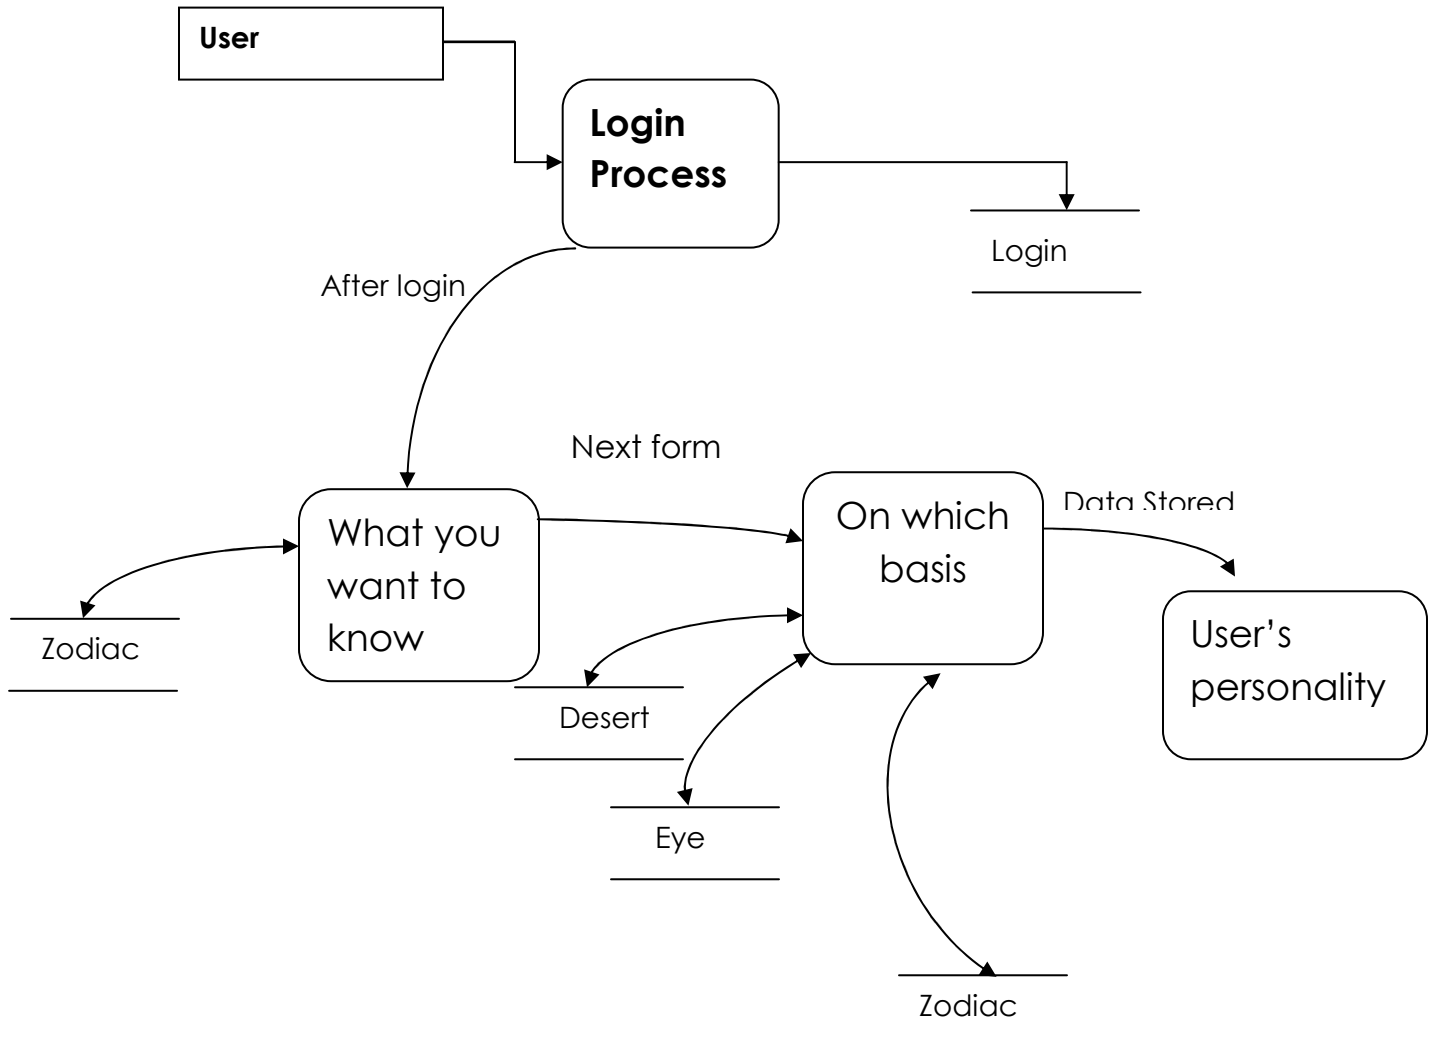 User
Login
Process
Login
After login
Next form
What you
want to
know
On which
basis
Data Stored
User's
personality
Zodiac
Desert
Eye
Zodiac